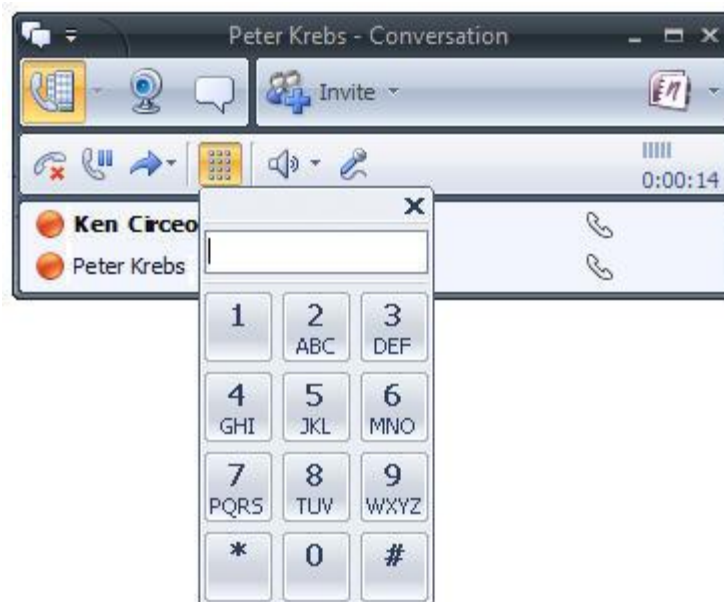 Peter Krebs - Conversation
Invite
0:00:14
Ken Circeo
Peter Krebs
1 2 3
ABC DEF
4 5 6
GHI JKL MNO
7 8 9
PQRS TUV WXYZ
* 0 #